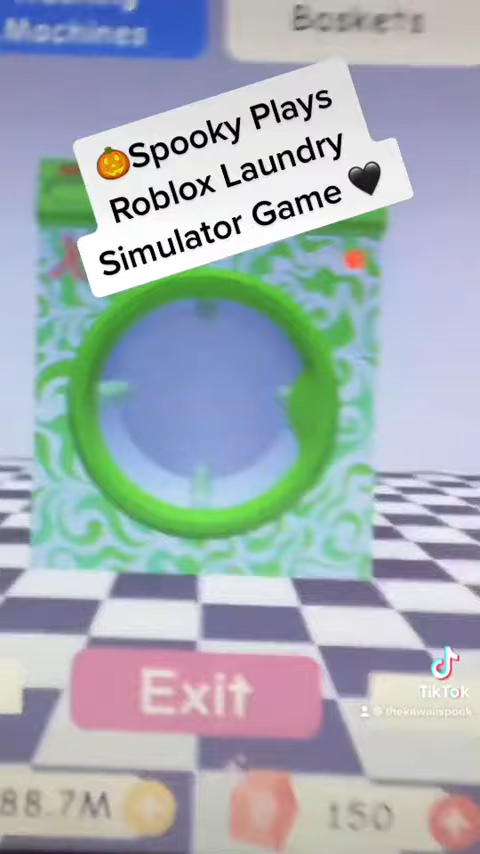 Washing
Machines
Baskets
🎃Spooky Plays
Roblox Laundry
Simulator Game 🖤
Exit
TikTok
@thekawaiispook
88.7M
150